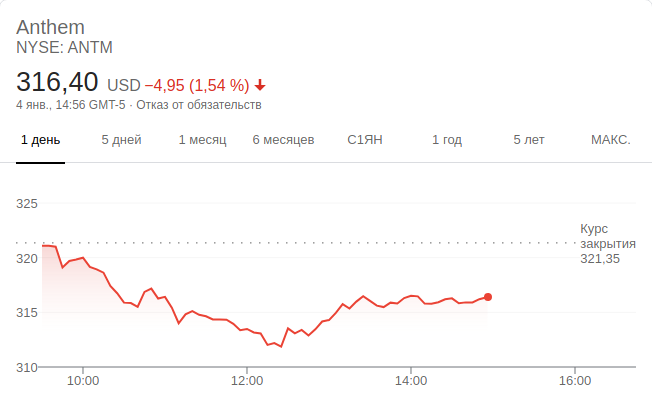 Anthem
NYSE: ANTM
316,40 USD −4,95 (1,54 %)
4 янв., 14:56 GMT-5 · Отказ от обязательств
1 день 5 дней 1 месяц 6 месяцев С1ЯН 1 год 5 лет МАКС.
325
Курс
закрытия
321,35
320
315
310
10:00 12:00 14:00 16:00